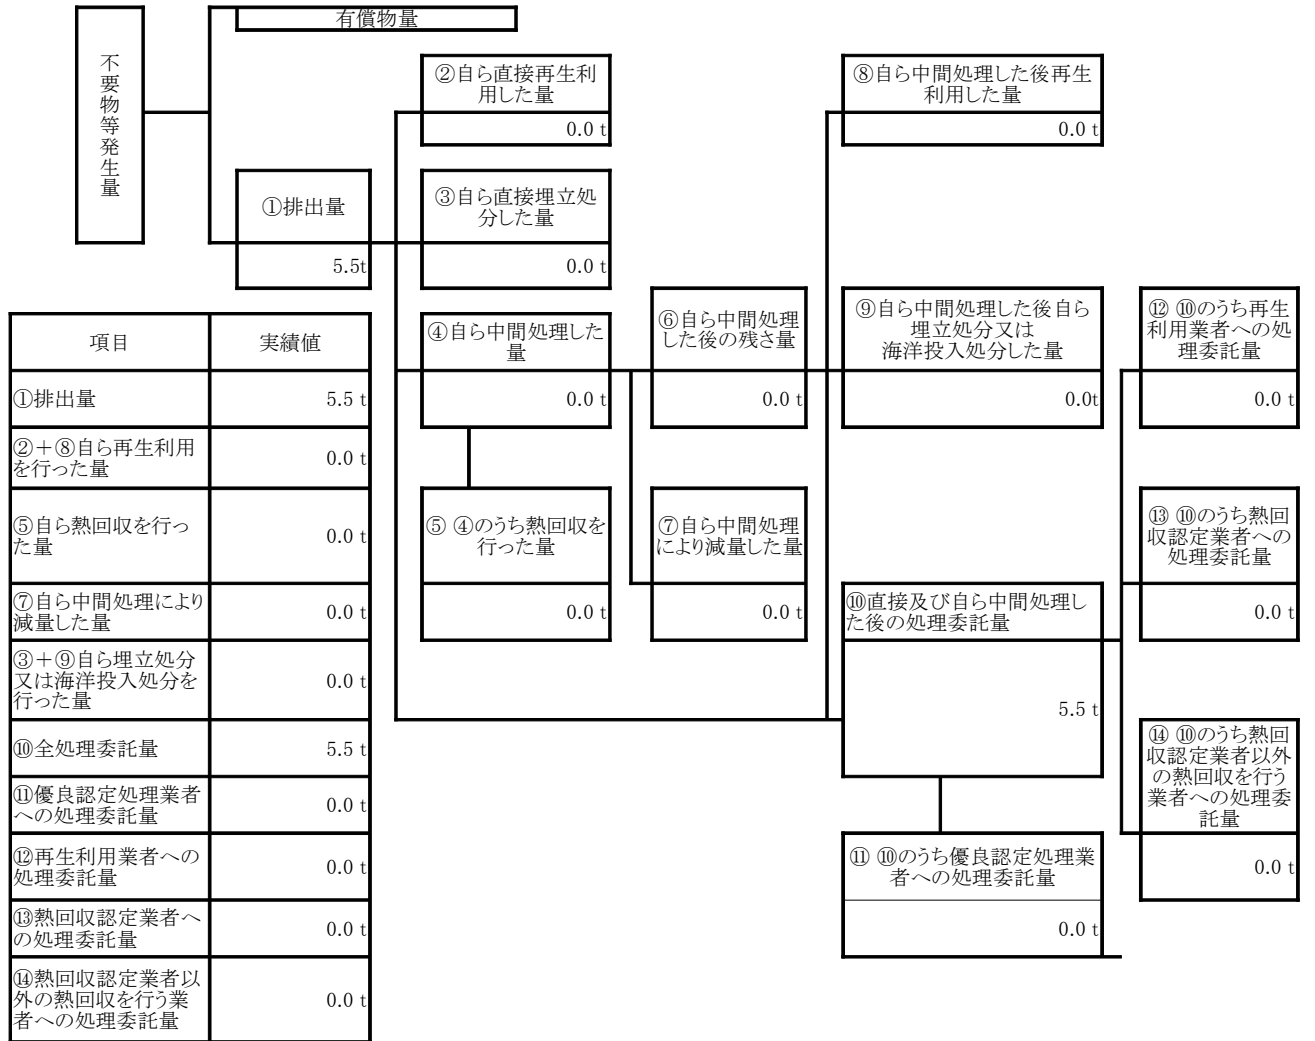 有償物量
不要物等発生量
②自ら直接再生利
用した量
0.0 t
⑧自ら中間処理した後再生
利用した量
0.0 t
①排出量
5.5t
③自ら直接埋立処
分した量
0.0 t
④自ら中間処理した
量
0.0 t
⑥自ら中間処理
した後の残さ量
0.0 t
⑨自ら中間処理した後自ら
埋立処分又は
海洋投入処分した量
0.0t
⑫ ⑩のうち再生
利用業者への処
理委託量
0.0 t
⑤ ④のうち熱回収を
行った量
0.0 t
⑦自ら中間処理
により減量した量
0.0 t
⑩直接及び自ら中間処理し
た後の処理委託量
5.5 t
⑬ ⑩のうち熱回
収認定業者への
処理委託量
0.0 t
⑭ ⑩のうち熱回
収認定業者以外
の熱回収を行う
業者への処理委
託量
0.0 t
⑪ ⑩のうち優良認定処理業
者への処理委託量
0.0 t
項目 実績値
①排出量 5.5 t
②＋⑧自ら再生利用
を行った量
0.0 t
⑤自ら熱回収を行っ
た量
0.0 t
⑦自ら中間処理により
減量した量
0.0 t
③＋⑨自ら埋立処分
又は海洋投入処分を
行った量
0.0 t
⑩全処理委託量 5.5 t
⑪優良認定処理業者
への処理委託量
0.0 t
⑫再生利用業者への
処理委託量
0.0 t
⑬熱回収認定業者へ
の処理委託量
0.0 t
⑭熱回収認定業者以
外の熱回収を行う業
者への処理委託量
0.0 t